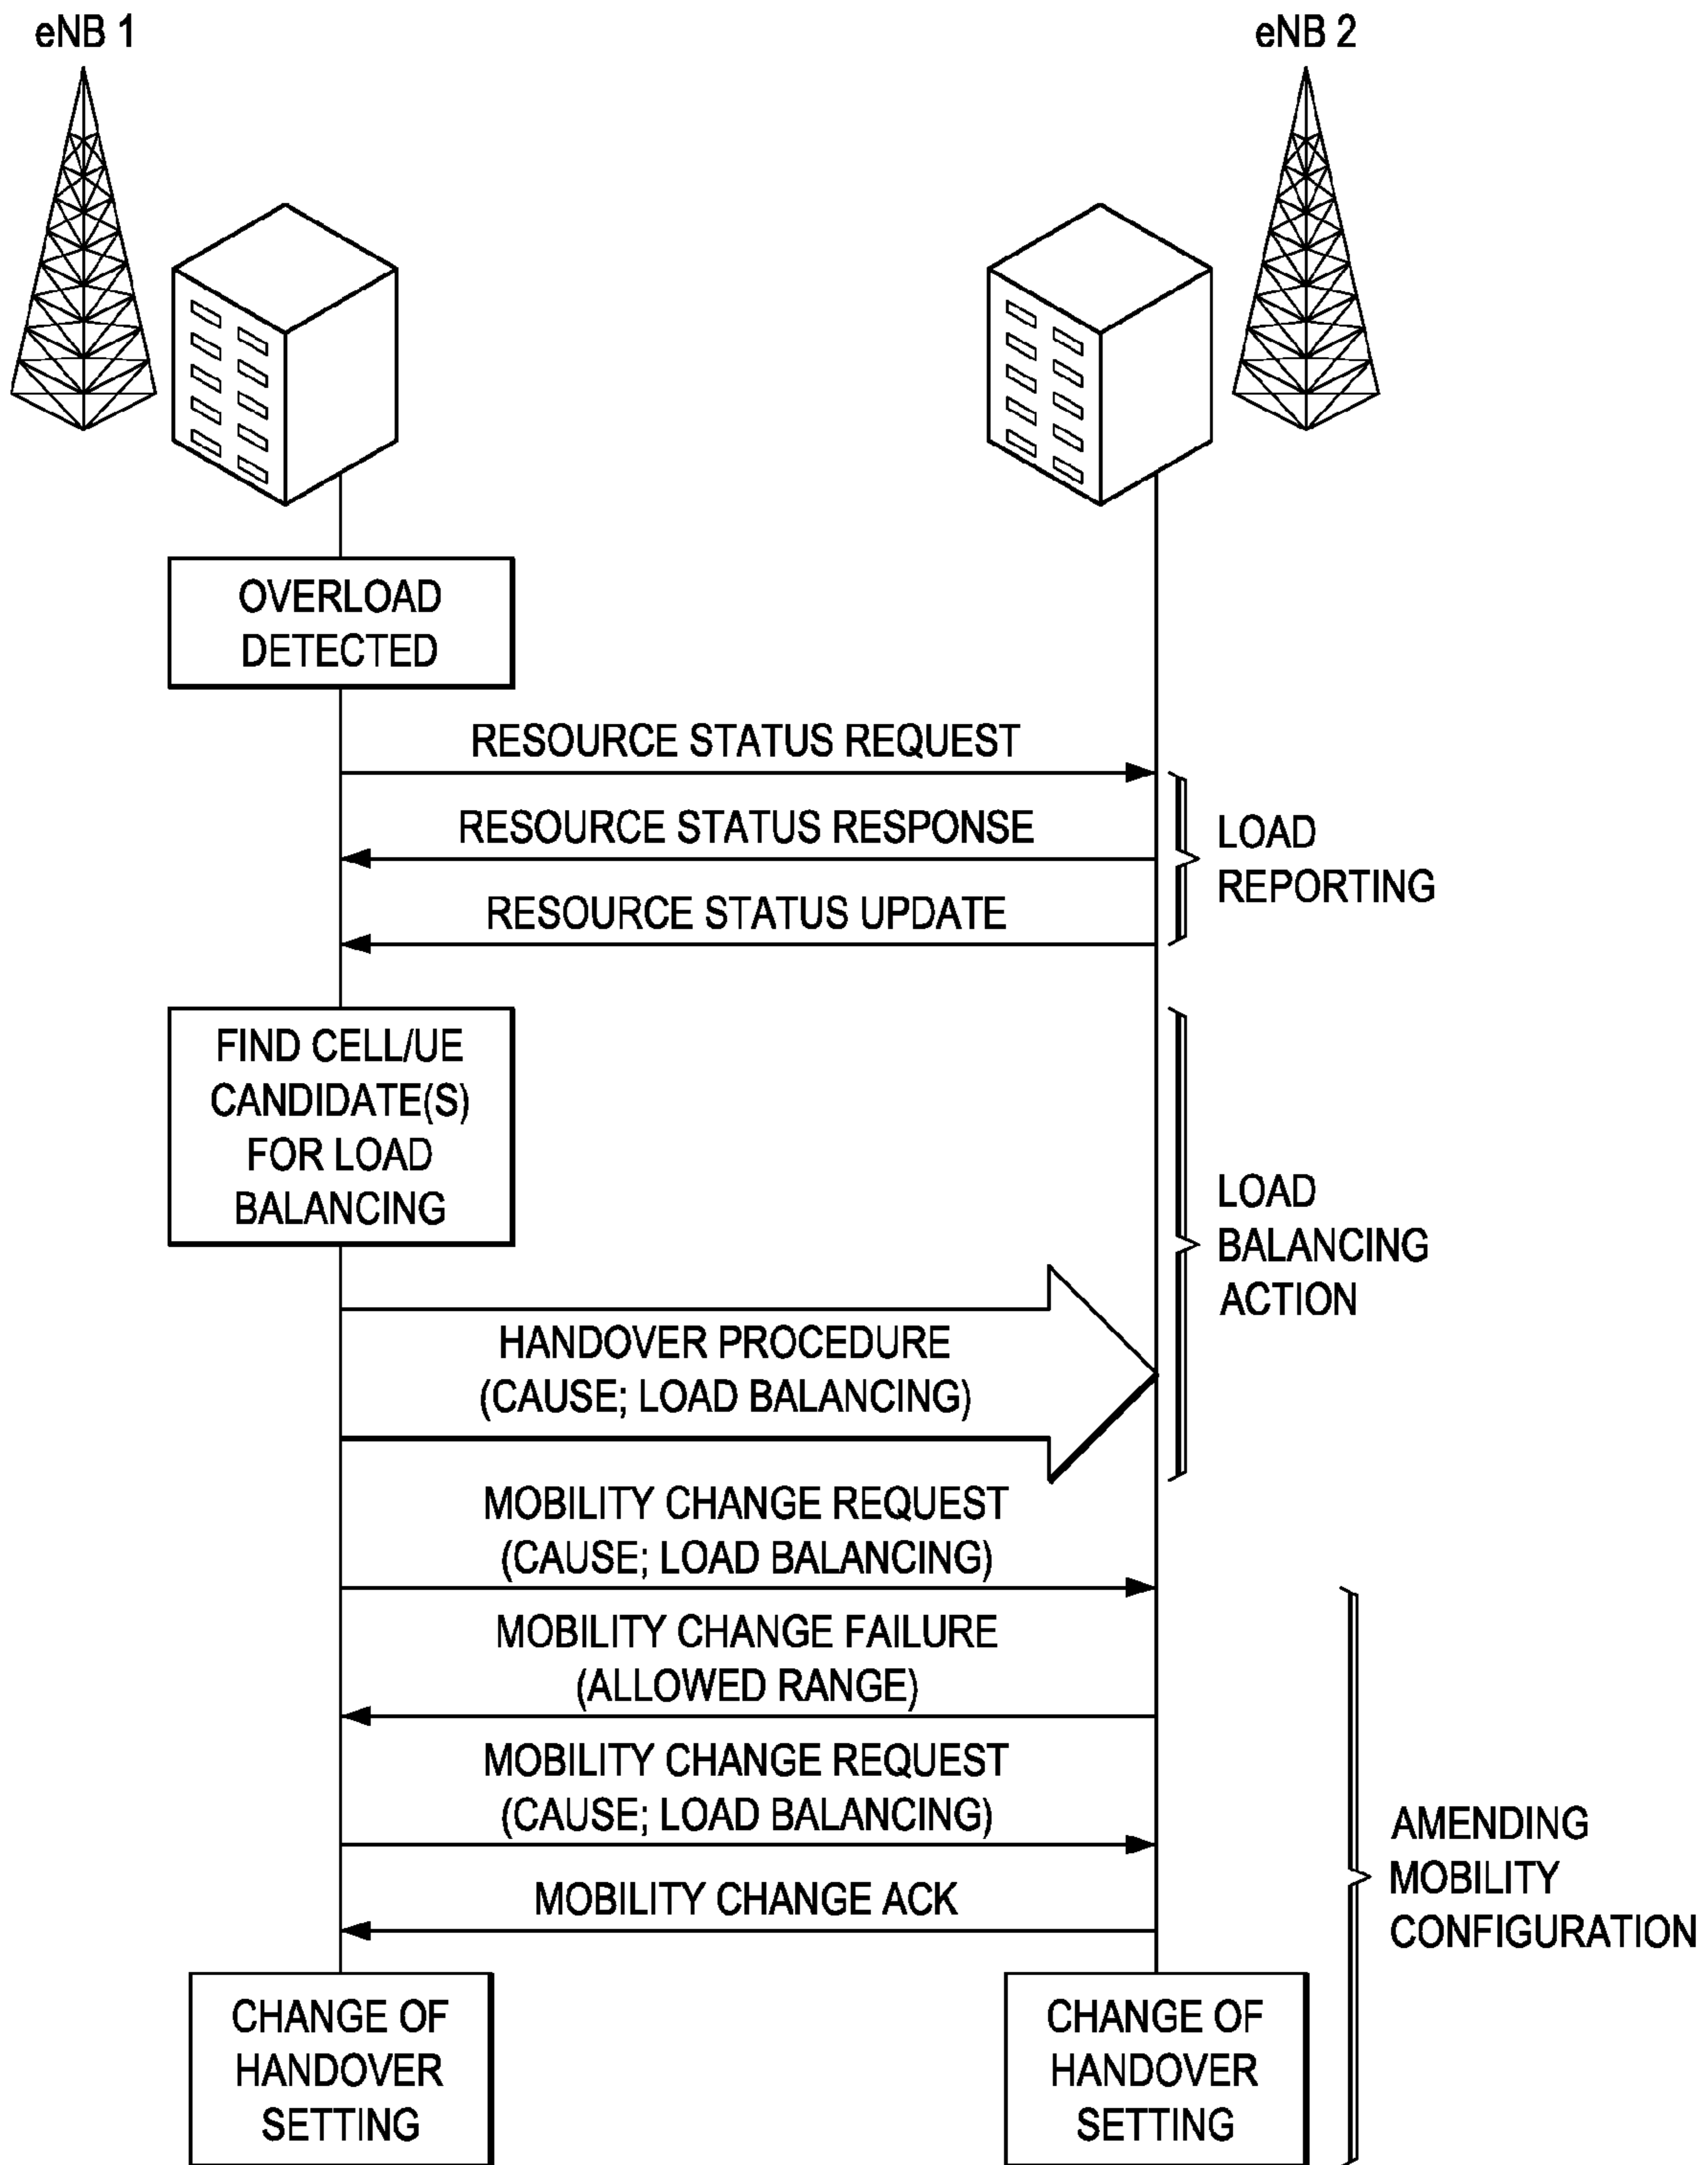 eNB 1
eNB 2
OVERLOAD
DETECTED
RESOURCE STATUS REQUEST
RESOURCE STATUS RESPONSE
RESOURCE STATUS UPDATE
LOAD
REPORTING
FIND CELL/UE
CANDIDATE(S)
FOR LOAD
BALANCING
LOAD
BALANCING
ACTION
HANDOVER PROCEDURE
(CAUSE; LOAD BALANCING)
MOBILITY CHANGE REQUEST
(CAUSE; LOAD BALANCING)
MOBILITY CHANGE FAILURE
(ALLOWED RANGE)
MOBILITY CHANGE REQUEST
(CAUSE; LOAD BALANCING)
MOBILITY CHANGE ACK
AMENDING
MOBILITY
CONFIGURATION
CHANGE OF
HANDOVER
SETTING
CHANGE OF
HANDOVER
SETTING